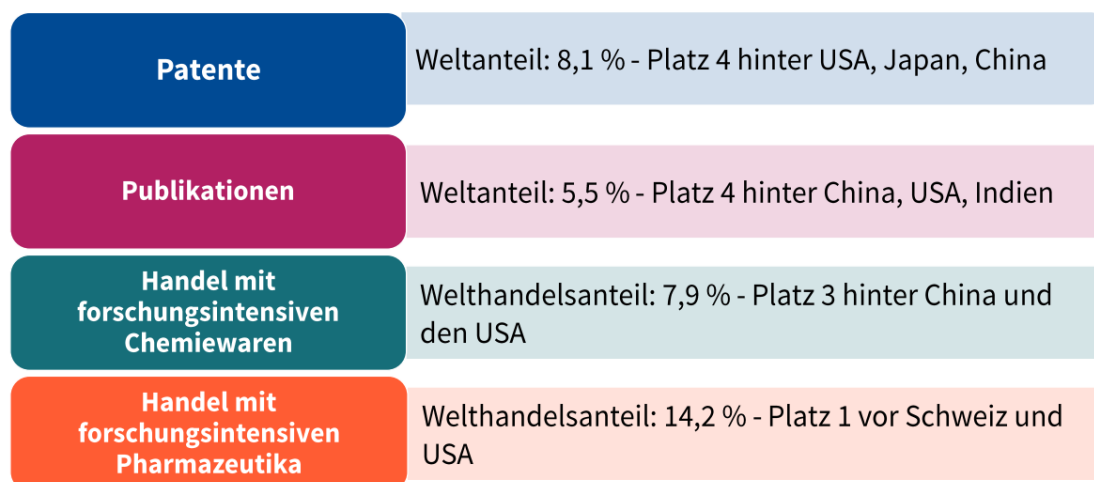 Patente
Weltanteil: 8,1 % - Platz 4 hinter USA, Japan, China
Publikationen
Weltanteil: 5,5 % - Platz 4 hinter China, USA, Indien
Handel mit
forschungsintensiven
Chemiewaren
Welthandelsanteil: 7,9 % - Platz 3 hinter China und
den USA
Handel mit
forschungsintensiven
Pharmazeutika
Welthandelsanteil: 14,2 % - Platz 1 vor Schweiz und
USA